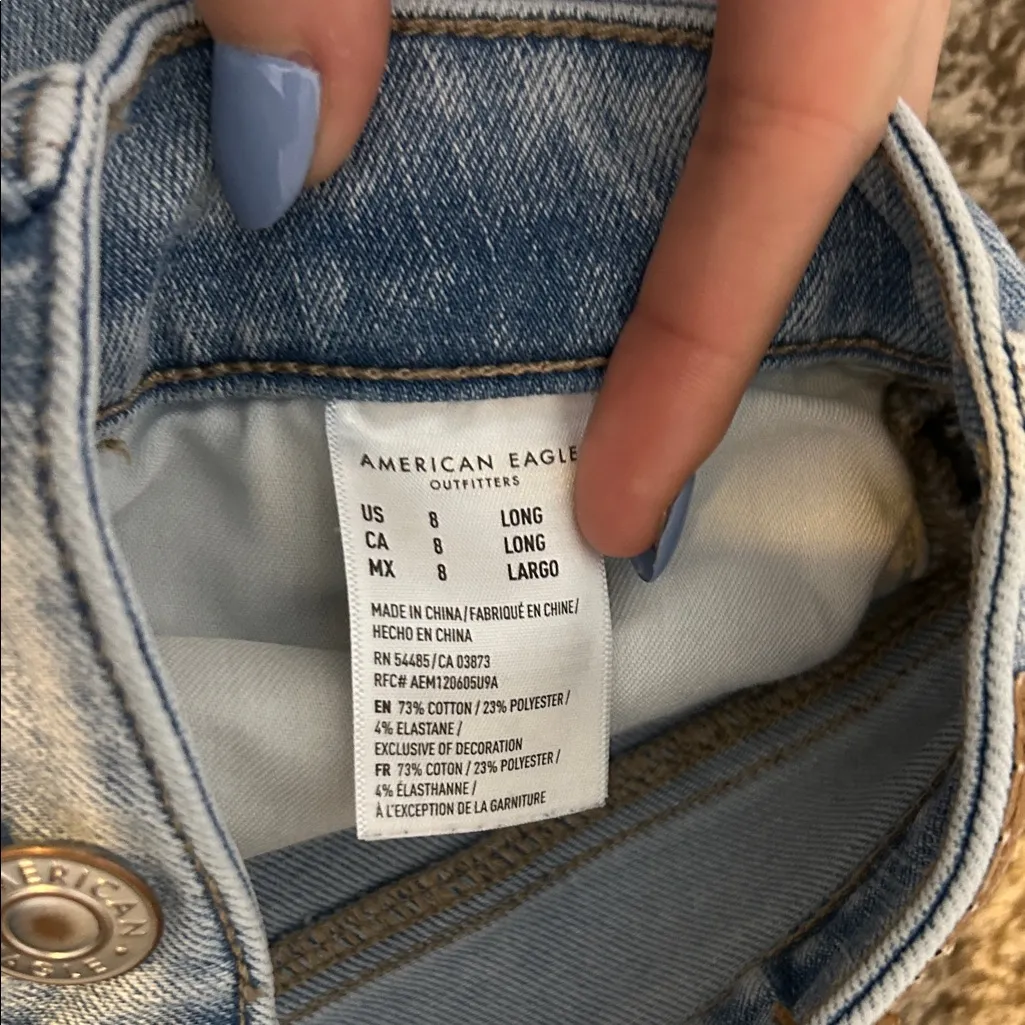 AMERICAN EAGLE
OUTFITTERS
US 8 LONG
CA 8 LONG
MX 8 LARGO
MADE IN CHINA/FABRIQUÉ EN CHINE/
HECHO EN CHINA
RN 54485/CA 03873
RFC# AEM120605U9A
EN 73% COTTON / 23% POLYESTER /
4% ELASTANE /
EXCLUSIVE OF DECORATION
FR 73% COTON / 23% POLYESTER /
4% ÉLASTHANNE /
À L'EXCEPTION DE LA GARNITURE
AMERICAN
EAGLE